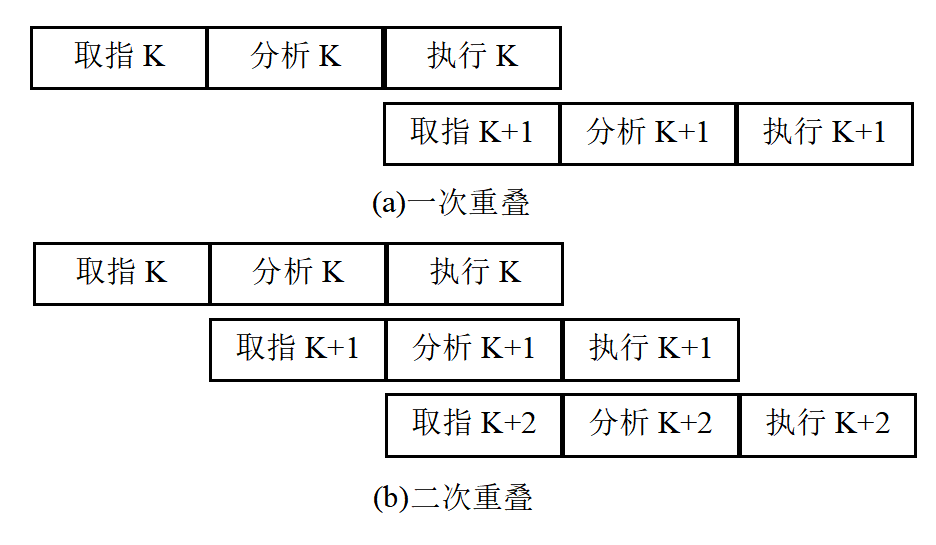 取指 K 分析 K 执行 K
取指 K+1 分析 K+1 执行 K+1
(a)一次重叠
取指 K 分析 K 执行 K
取指 K+1 分析 K+1 执行 K+1
取指 K+2 分析 K+2 执行 K+2
(b)二次重叠